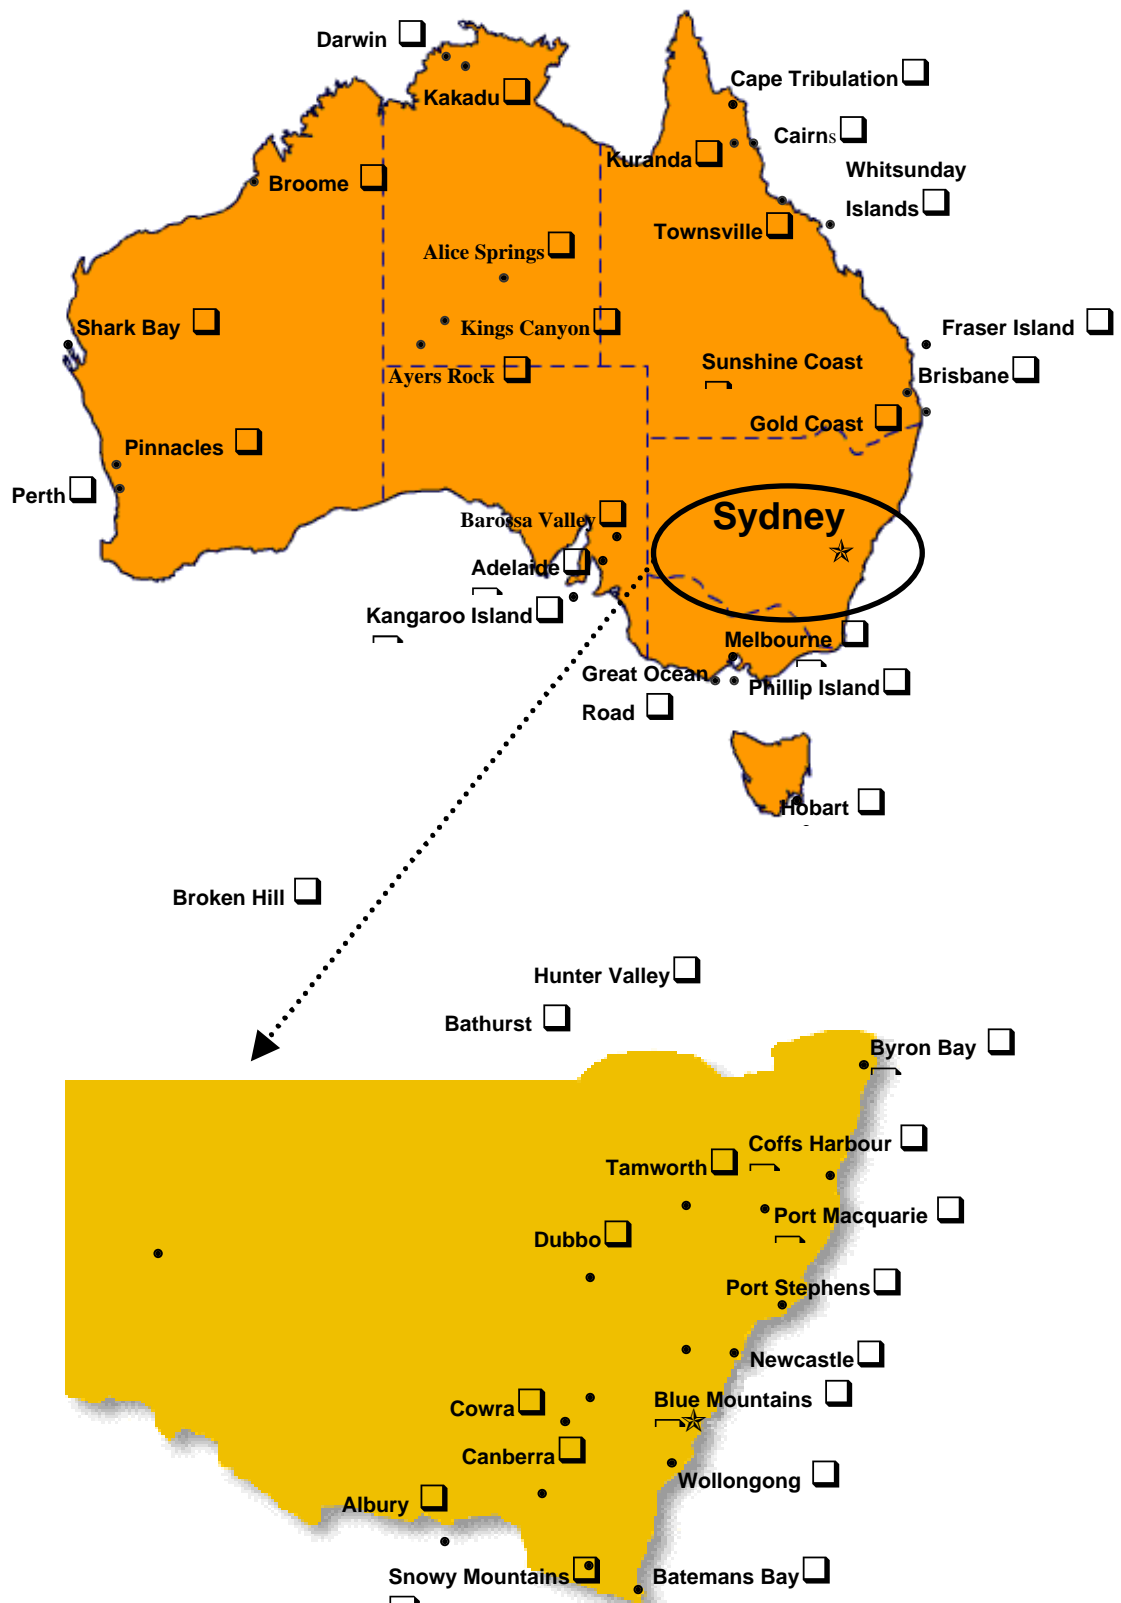 Darwin
Kakadu
Cape Tribulation
Cairns
Kuranda
Whitsunday
Islands
Broome
Townsville
Alice Springs
Shark Bay
Kings Canyon
Fraser Island
Ayers Rock
Sunshine Coast
Brisbane
Gold Coast
Pinnacles
Perth
Barossa Valley
Sydney
Adelaide
Kangaroo Island
Melbourne
Great Ocean
Road
Phillip Island
Hobart
Broken Hill
Hunter Valley
Bathurst
Byron Bay
Coffs Harbour
Tamworth
Port Macquarie
Dubbo
Port Stephens
Newcastle
Blue Mountains
Cowra
Canberra
Wollongong
Albury
Snowy Mountains
Batemans Bay